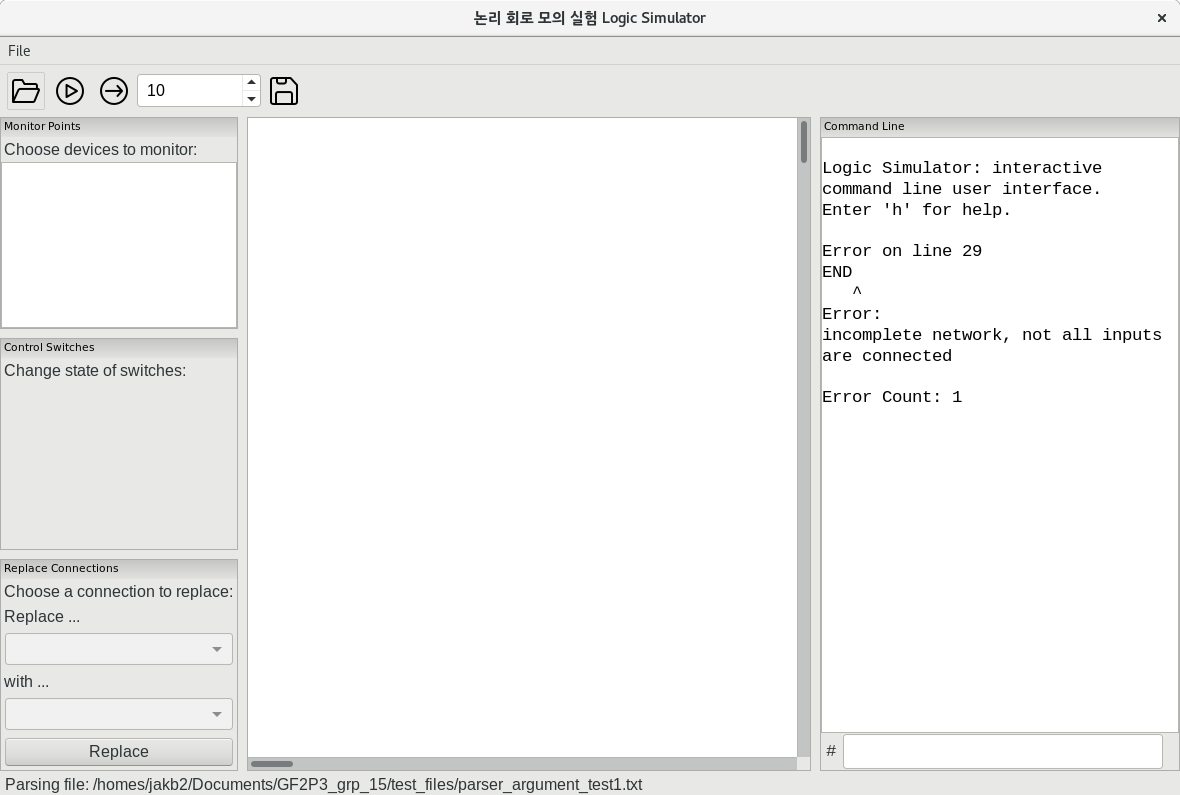 논리 회로 모의 실험 Logic Simulator
File
10
Monitor Points
Choose devices to monitor:
Control Switches
Change state of switches:
Replace Connections
Choose a connection to replace:
Replace ...
with ...
Replace
Command Line
Logic Simulator: interactive
command line user interface.
Enter 'h' for help.
Error on line 29
END
^
Error:
incomplete network, not all inputs
are connected
Error Count: 1
#
Parsing file: /homes/jakb2/Documents/GF2P3_grp_15/test_files/parser_argument_test1.txt